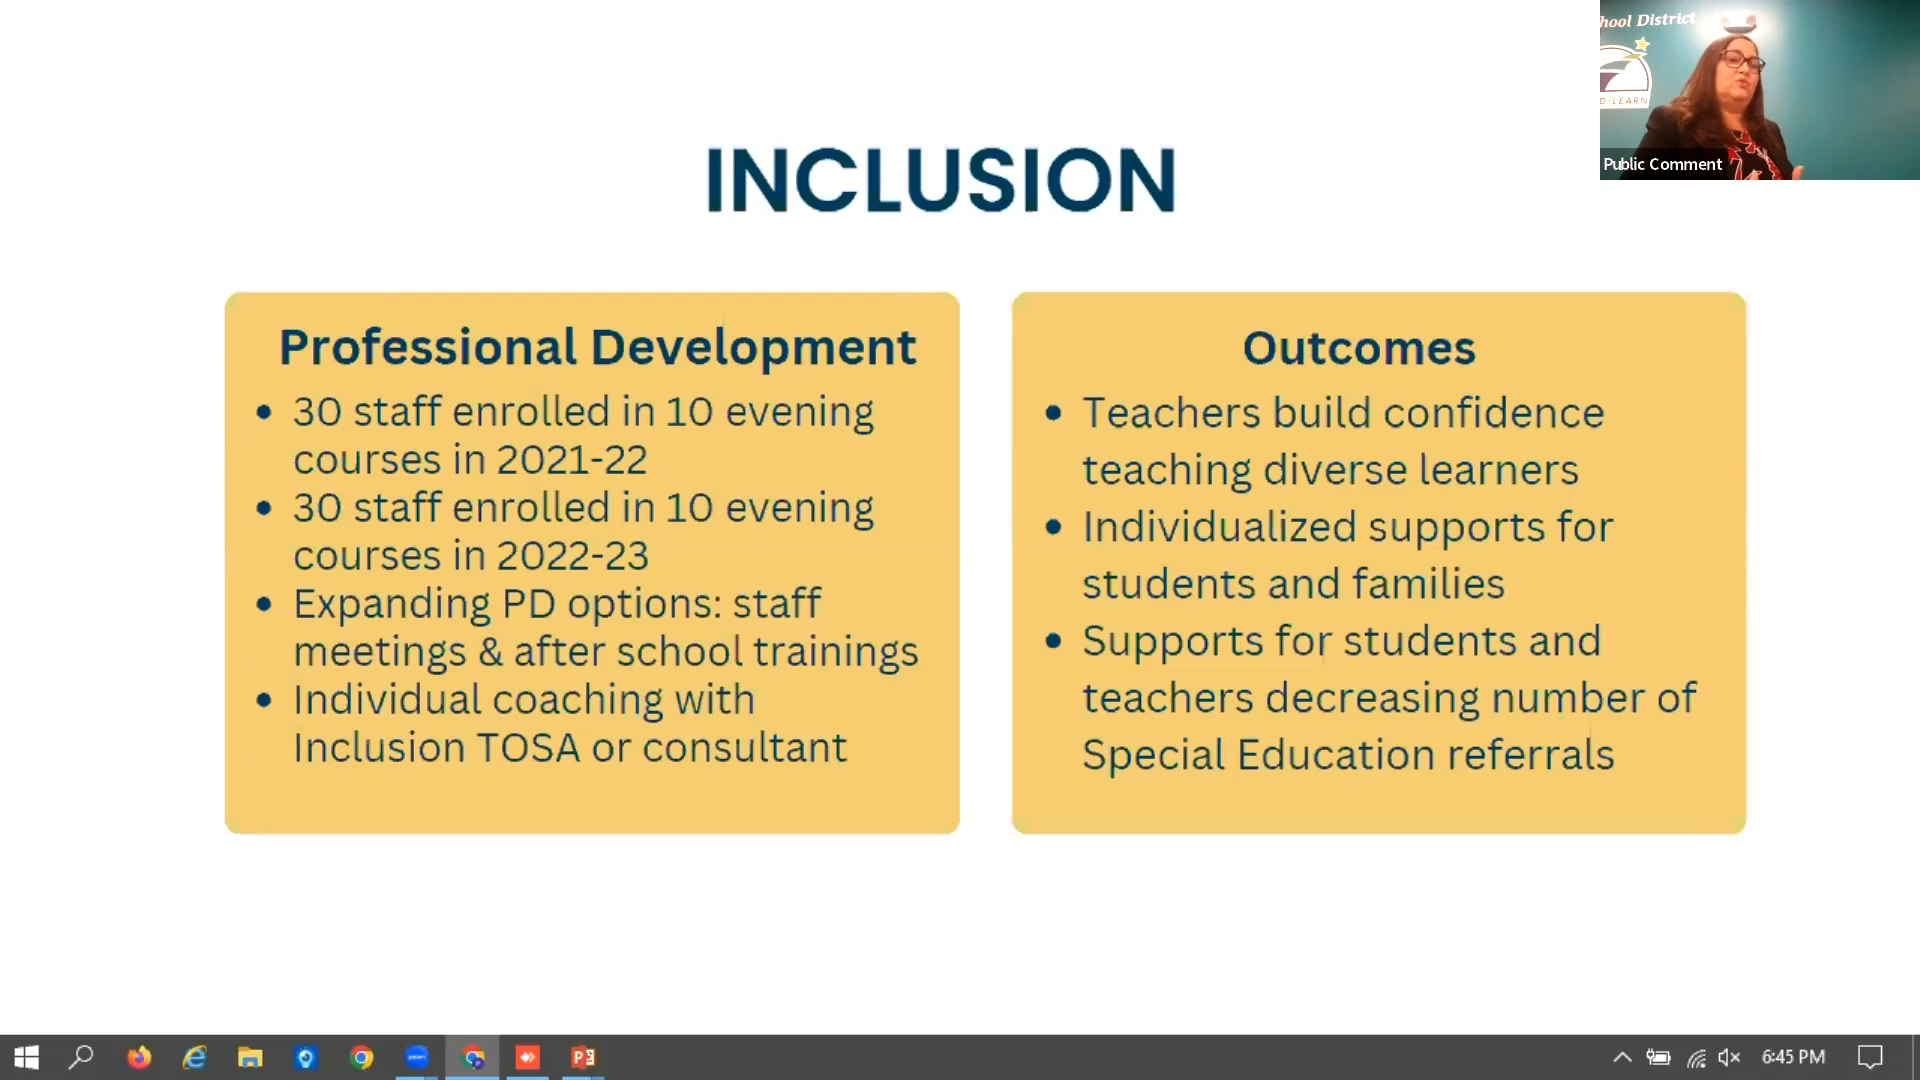 hool District
D·LEARN
Public Comment
INCLUSION
Professional Development
• 30 staff enrolled in 10 evening
courses in 2021-22
• 30 staff enrolled in 10 evening
courses in 2022-23
• Expanding PD options: staff
meetings & after school trainings
• Individual coaching with
Inclusion TOSA or consultant
Outcomes
• Teachers build confidence
teaching diverse learners
• Individualized supports for
students and families
• Supports for students and
teachers decreasing number of
Special Education referrals
6:45 PM